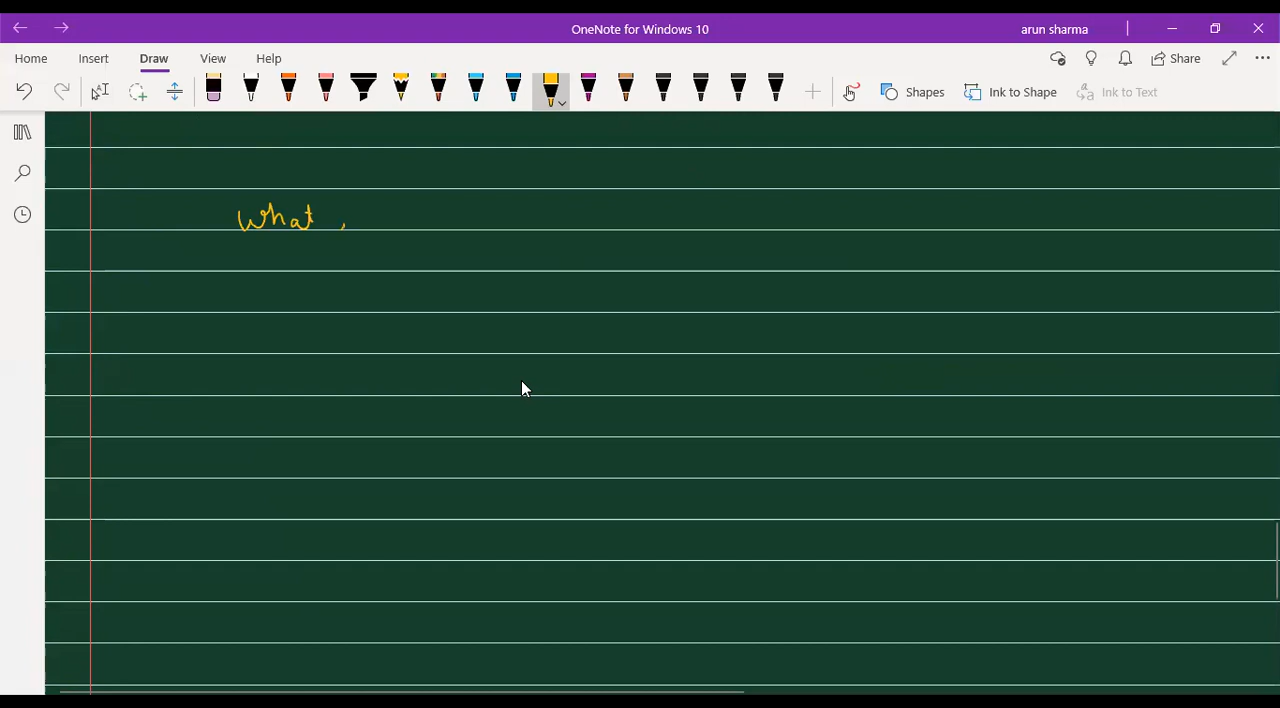 OneNote for Windows 10
arun sharma
Home
Insert
Draw
View
Help
Share
Shapes
Ink to Shape
Ink to Text
What ,